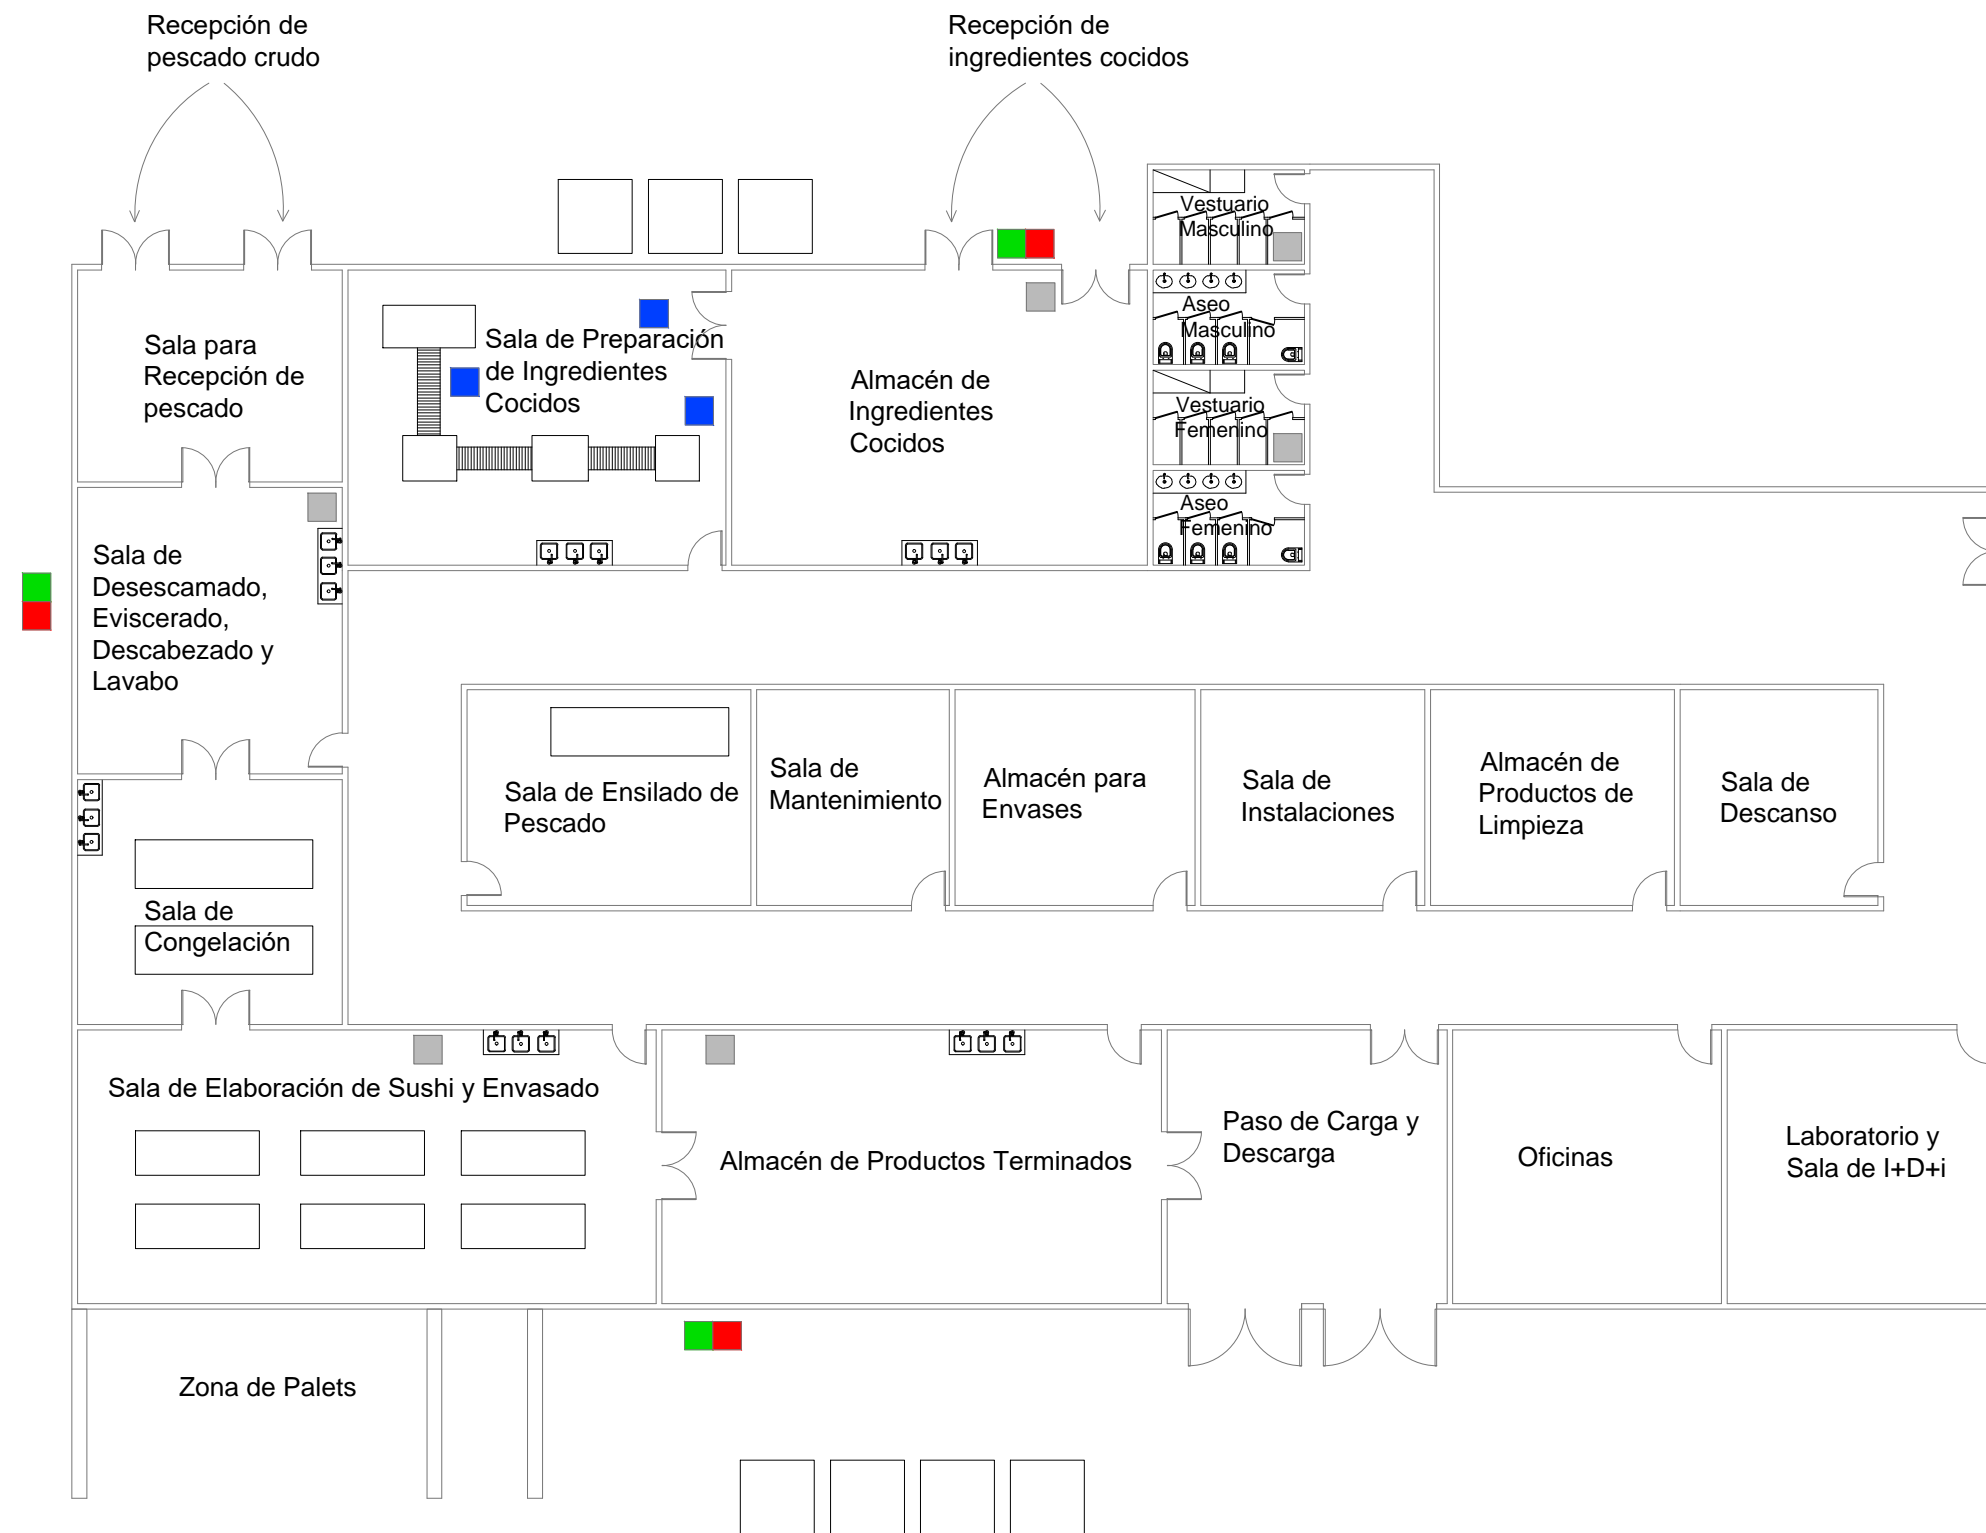 Recepción de
pescado crudo
Recepción de
ingredientes cocidos
Vestuario
Masculino
Aseo
Masculino
Vestuario
Femenino
Aseo
Femenino
Sala para
Recepción de
pescado
Sala de Preparación
de Ingredientes
Cocidos
Almacén de
Ingredientes
Cocidos
Sala de
Desescamado,
Eviscerado,
Descabezado y
Lavabo
Sala de Ensilado de
Pescado
Sala de
Mantenimiento
Almacén para
Envases
Sala de
Instalaciones
Almacén de
Productos de
Limpieza
Sala de
Descanso
Sala de
Congelación
Sala de Elaboración de Sushi y Envasado
Almacén de Productos Terminados
Paso de Carga y
Descarga
Oficinas
Laboratorio y
Sala de I+D+i
Zona de Palets